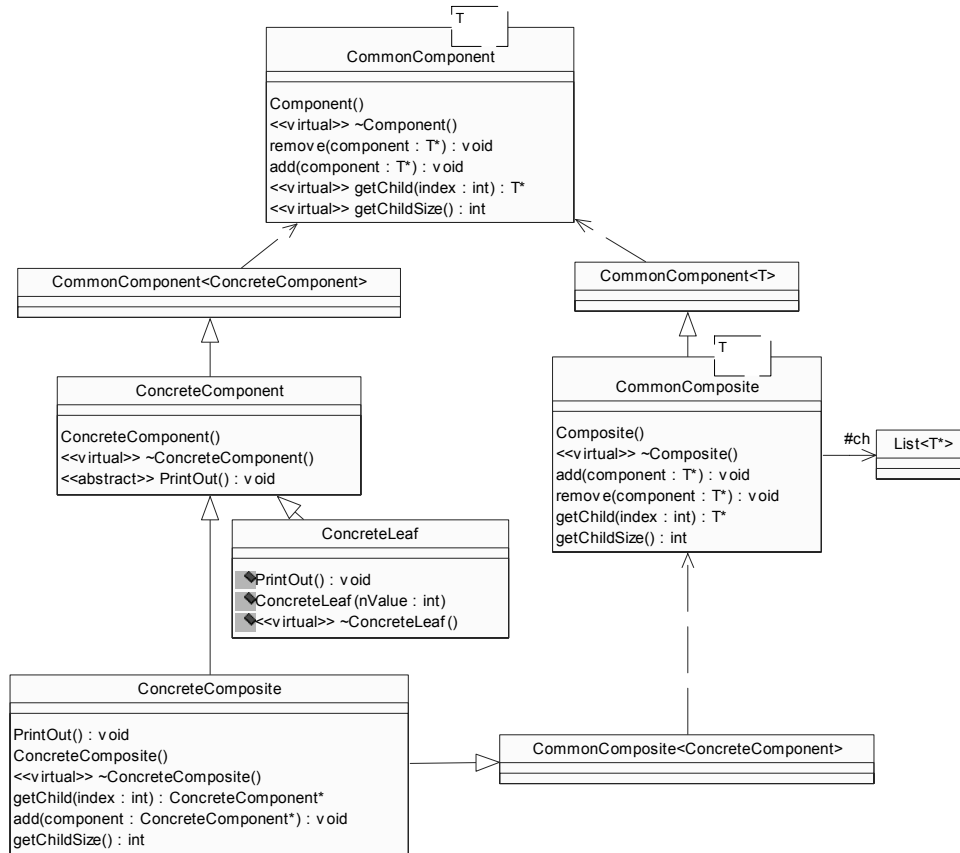 T
CommonComponent
Component()
<<virtual>> ~Component()
remove(component : T*) : void
add(component : T*) : void
<<virtual>> getChild(index : int) : T*
<<virtual>> getChildSize() : int
CommonComponent<ConcreteComponent>
CommonComponent<T>
ConcreteComponent
ConcreteComponent()
<<virtual>> ~ConcreteComponent()
<<abstract>> PrintOut() : void
T
CommonComposite
Composite()
<<virtual>> ~Composite()
add(component : T*) : void
remove(component : T*) : void
getChild(index : int) : T*
getChildSize() : int
#ch
List<T*>
ConcreteLeaf
PrintOut() : void
ConcreteLeaf(nValue : int)
<<virtual>> ~ConcreteLeaf()
ConcreteComposite
PrintOut() : void
ConcreteComposite()
<<virtual>> ~ConcreteComposite()
getChild(index : int) : ConcreteComponent*
add(component : ConcreteComponent*) : void
getChildSize() : int
CommonComposite<ConcreteComponent>